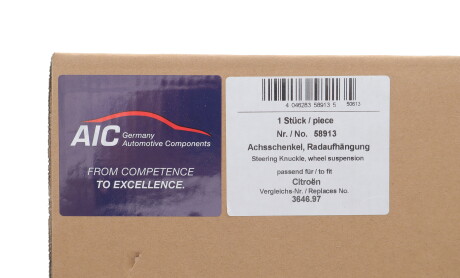 AIC Germany
Automotive Components
FROM COMPETENCE
TO EXCELLENCE.
4 046283 58913 5
58913
1 Stück / piece
Nr. / No. 58913
Achsschenkel, Radaufhängung
Steering Knuckle, wheel suspension
passend für / to fit
Citroën
Vergleichs-Nr. / Replaces No.
3646.97